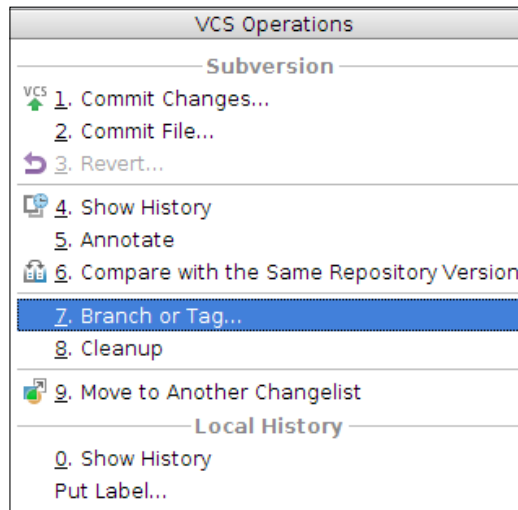 VCS Operations
Subversion
VCS 1. Commit Changes...
2. Commit File...
3. Revert...
4. Show History
5. Annotate
6. Compare with the Same Repository Version
7. Branch or Tag...
8. Cleanup
9. Move to Another Changelist
Local History
0. Show History
Put Label...